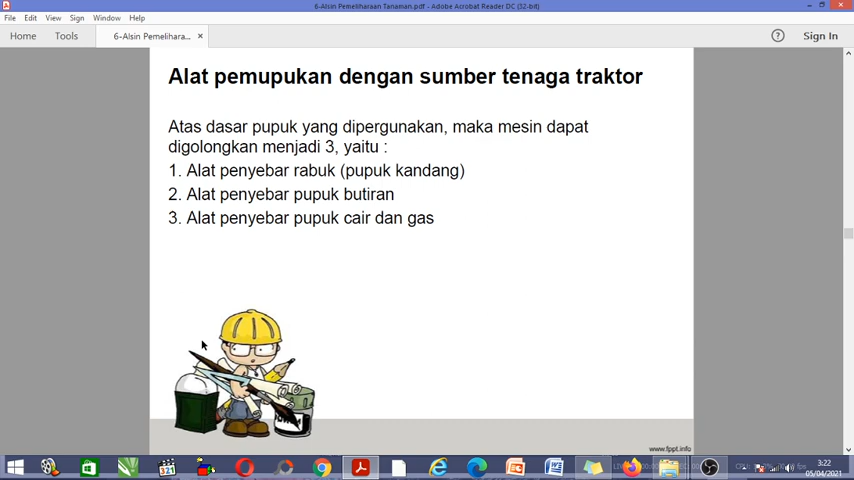 6-Alsin Pemeliharaan Tanaman.pdf - Adobe Acrobat Reader DC (32-bit)
File Edit View Sign Window Help
Home Tools 6-Alsin Pemelihara... × Sign In
Alat pemupukan dengan sumber tenaga traktor
Atas dasar pupuk yang dipergunakan, maka mesin dapat
digolongkan menjadi 3, yaitu :
1. Alat penyebar rabuk (pupuk kandang)
2. Alat penyebar pupuk butiran
3. Alat penyebar pupuk cair dan gas
www.fppt.info
3:22
05/04/2021